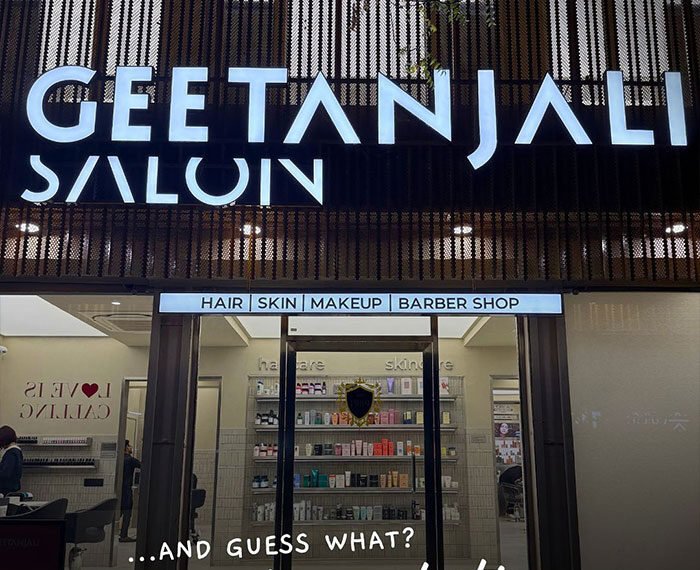 GEETANJALI
SALON
HAIR | SKIN | MAKEUP | BARBER SHOP
haircare skincare
LOVE IS
CALLING
...AND GUESS WHAT?